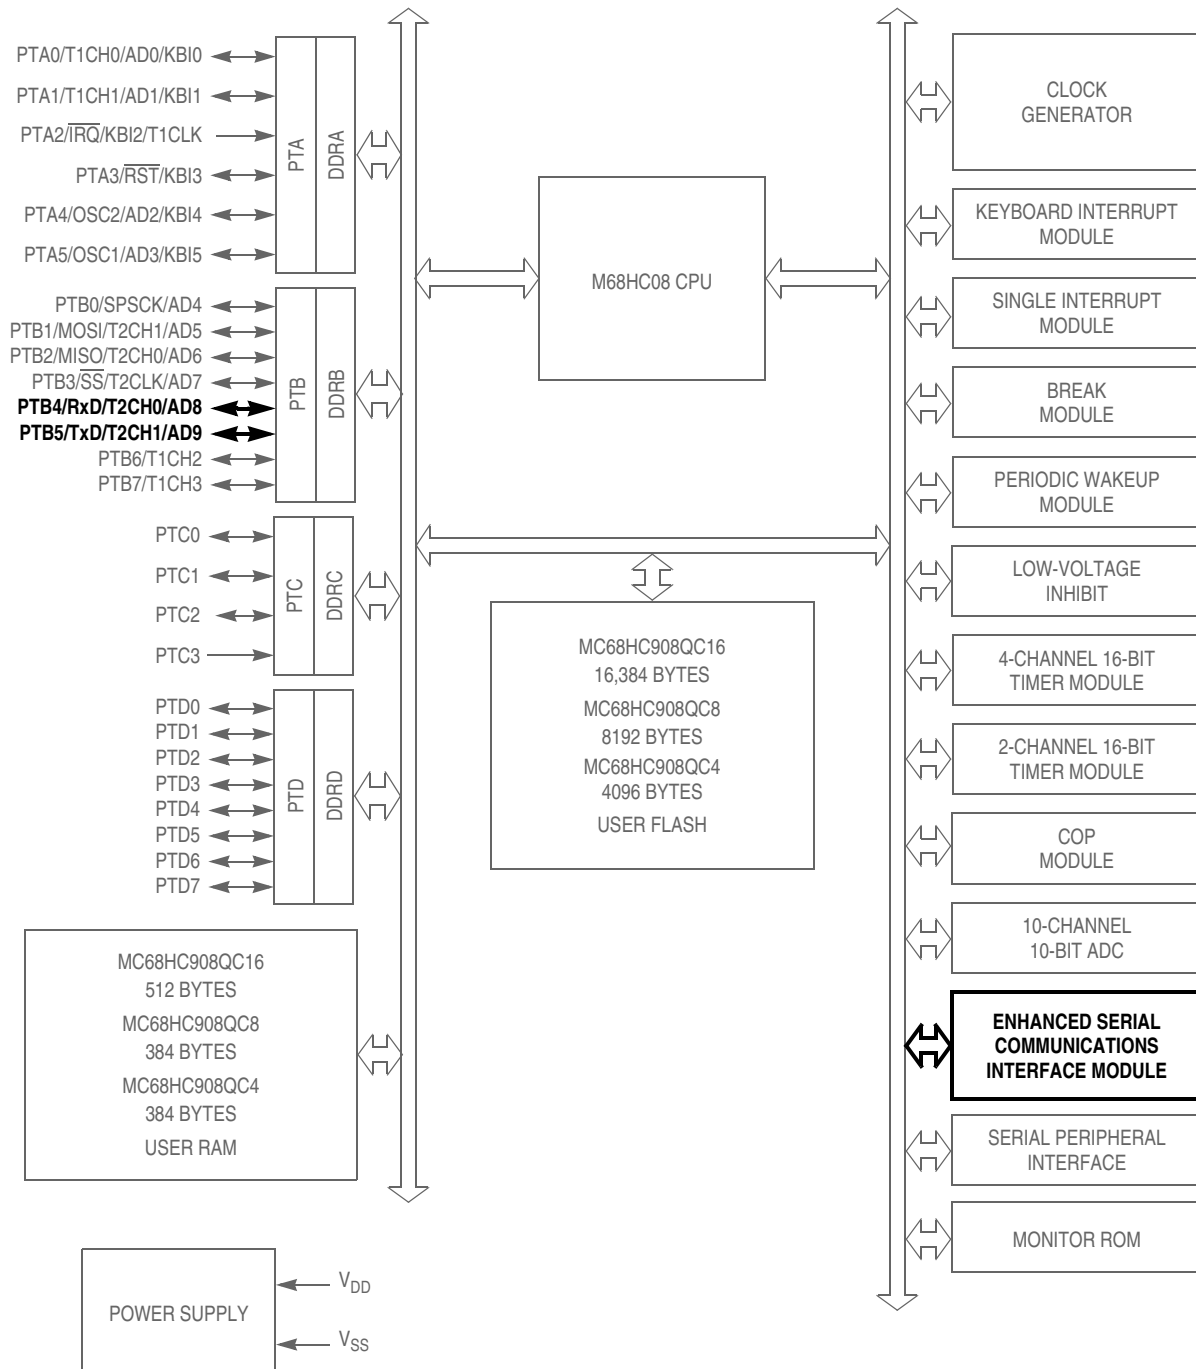 PTA0/T1CH0/AD0/KBI0
PTA1/T1CH1/AD1/KBI1
PTA2/IRQ/KBI2/T1CLK
PTA3/RST/KBI3
PTA4/OSC2/AD2/KBI4
PTA5/OSC1/AD3/KBI5
PTA
DDRA
PTB0/SPSCK/AD4
PTB1/MOSI/T2CH1/AD5
PTB2/MISO/T2CH0/AD6
PTB3/SS/T2CLK/AD7
PTB4/RxD/T2CH0/AD8
PTB5/TxD/T2CH1/AD9
PTB6/T1CH2
PTB7/T1CH3
PTB
DDRB
PTC0
PTC1
PTC2
PTC3
PTC
DDRC
PTD0
PTD1
PTD2
PTD3
PTD4
PTD5
PTD6
PTD7
PTD
DDRD
MC68HC908QC16
512 BYTES
MC68HC908QC8
384 BYTES
MC68HC908QC4
384 BYTES
USER RAM
POWER SUPPLY
VDD
VSS
M68HC08 CPU
MC68HC908QC16
16,384 BYTES
MC68HC908QC8
8192 BYTES
MC68HC908QC4
4096 BYTES
USER FLASH
CLOCK
GENERATOR
KEYBOARD INTERRUPT
MODULE
SINGLE INTERRUPT
MODULE
BREAK
MODULE
PERIODIC WAKEUP
MODULE
LOW-VOLTAGE
INHIBIT
4-CHANNEL 16-BIT
TIMER MODULE
2-CHANNEL 16-BIT
TIMER MODULE
COP
MODULE
10-CHANNEL
10-BIT ADC
ENHANCED SERIAL
COMMUNICATIONS
INTERFACE MODULE
SERIAL PERIPHERAL
INTERFACE
MONITOR ROM